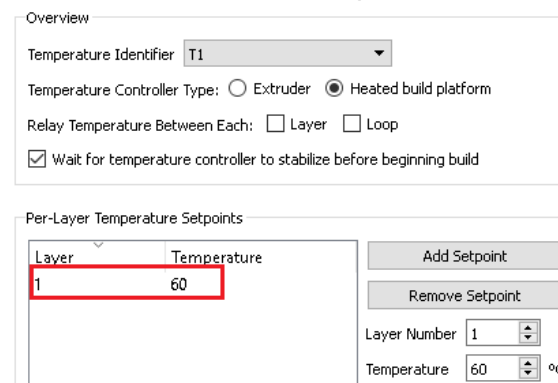 Overview
Temperature Identifier T1
Temperature Controller Type: Extruder Heated build platform
Relay Temperature Between Each: Layer Loop
Wait for temperature controller to stabilize before beginning build
Per-Layer Temperature Setpoints
Layer Temperature Add Setpoint
1 60
Remove Setpoint
Layer Number 1
Temperature 60